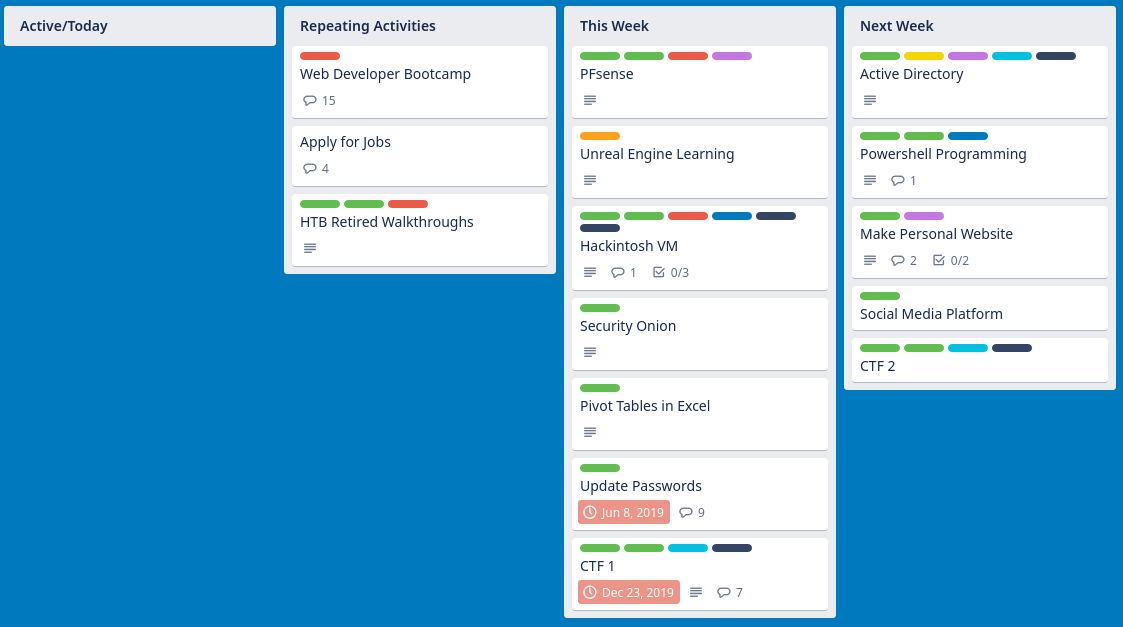 Active/Today
Repeating Activities
Web Developer Bootcamp
15
Apply for Jobs
4
HTB Retired Walkthroughs
This Week
PFsense
Unreal Engine Learning
Hackintosh VM
1 0/3
Security Onion
Pivot Tables in Excel
Update Passwords
Jun 8, 2019 9
CTF 1
Dec 23, 2019 7
Next Week
Active Directory
Powershell Programming
1
Make Personal Website
2 0/2
Social Media Platform
CTF 2